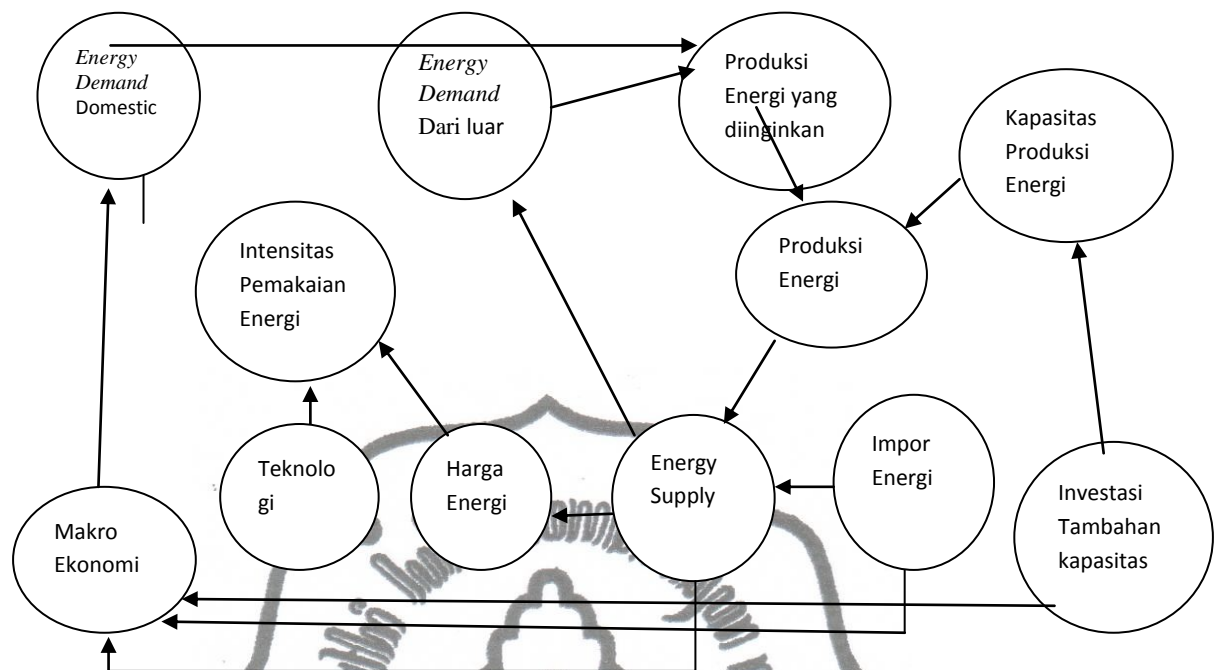 Energy
Demand
Domestic
Energy
Demand
Dari luar
Produksi
Energi yang
diinginkan
Kapasitas
Produksi
Energi
Intensitas
Pemakaian
Energi
Produksi
Energi
Teknolo
gi
Harga
Energi
Energy
Supply
Impor
Energi
Investasi
Tambahan
kapasitas
Makro
Ekonomi